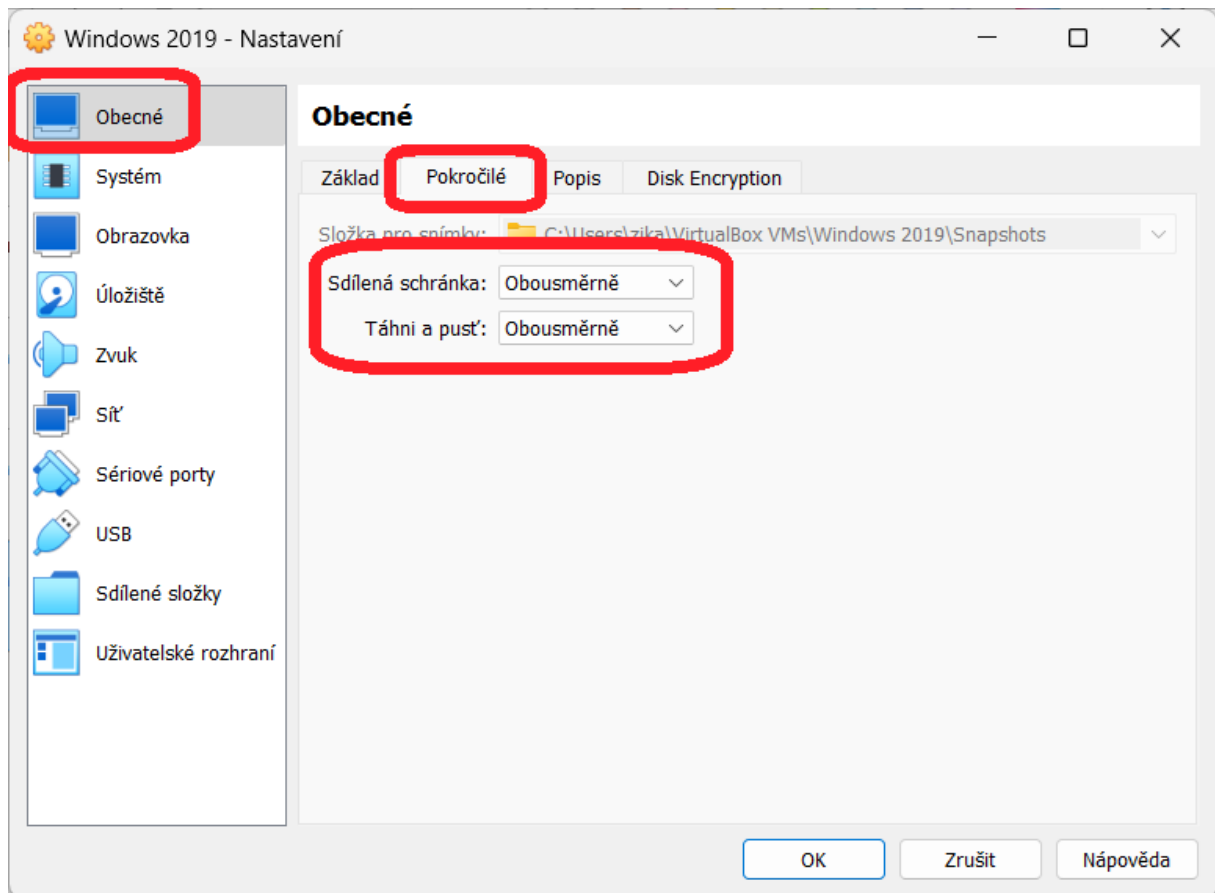 Windows 2019 - Nastavení
Obecné
Systém
Obrazovka
Úložiště
Zvuk
Síť
Sériové porty
USB
Sdílené složky
Uživatelské rozhraní
Obecné
Základ Pokročilé Popis Disk Encryption
Složka pro snímky: C:\Users\zika\VirtualBox VMs\Windows 2019\Snapshots
Sdílená schránka: Obousměrně
Táhni a pusť: Obousměrně
OK Zrušit Nápověda